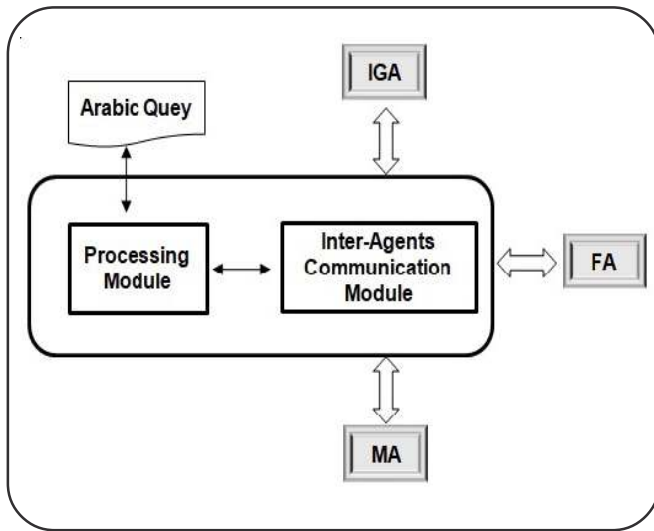 IGA
Arabic Quey
Processing
Module
Inter-Agents
Communication
Module
FA
MA